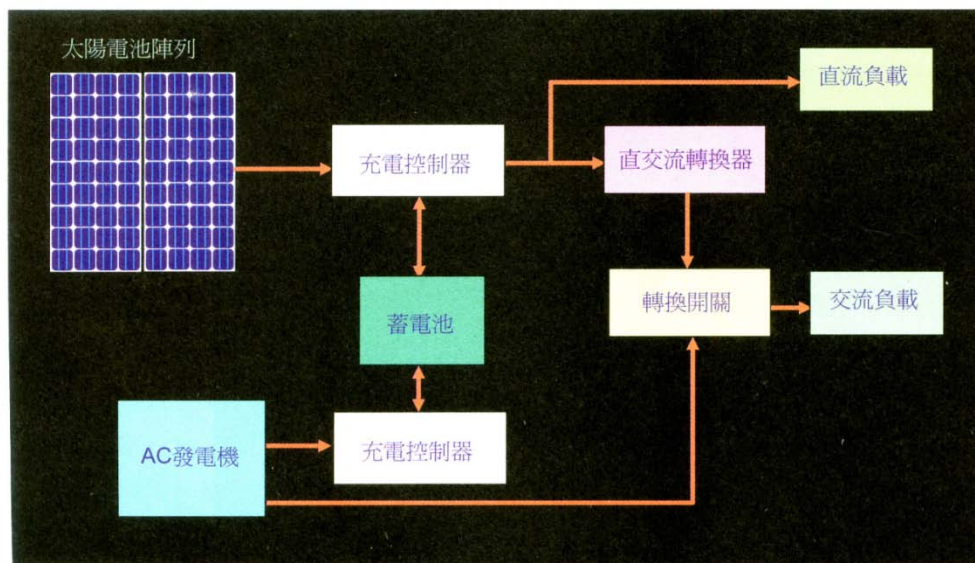 太陽電池陣列
直流負載
充電控制器
直交流轉換器
蓄電池
轉換開關
交流負載
AC發電機
充電控制器